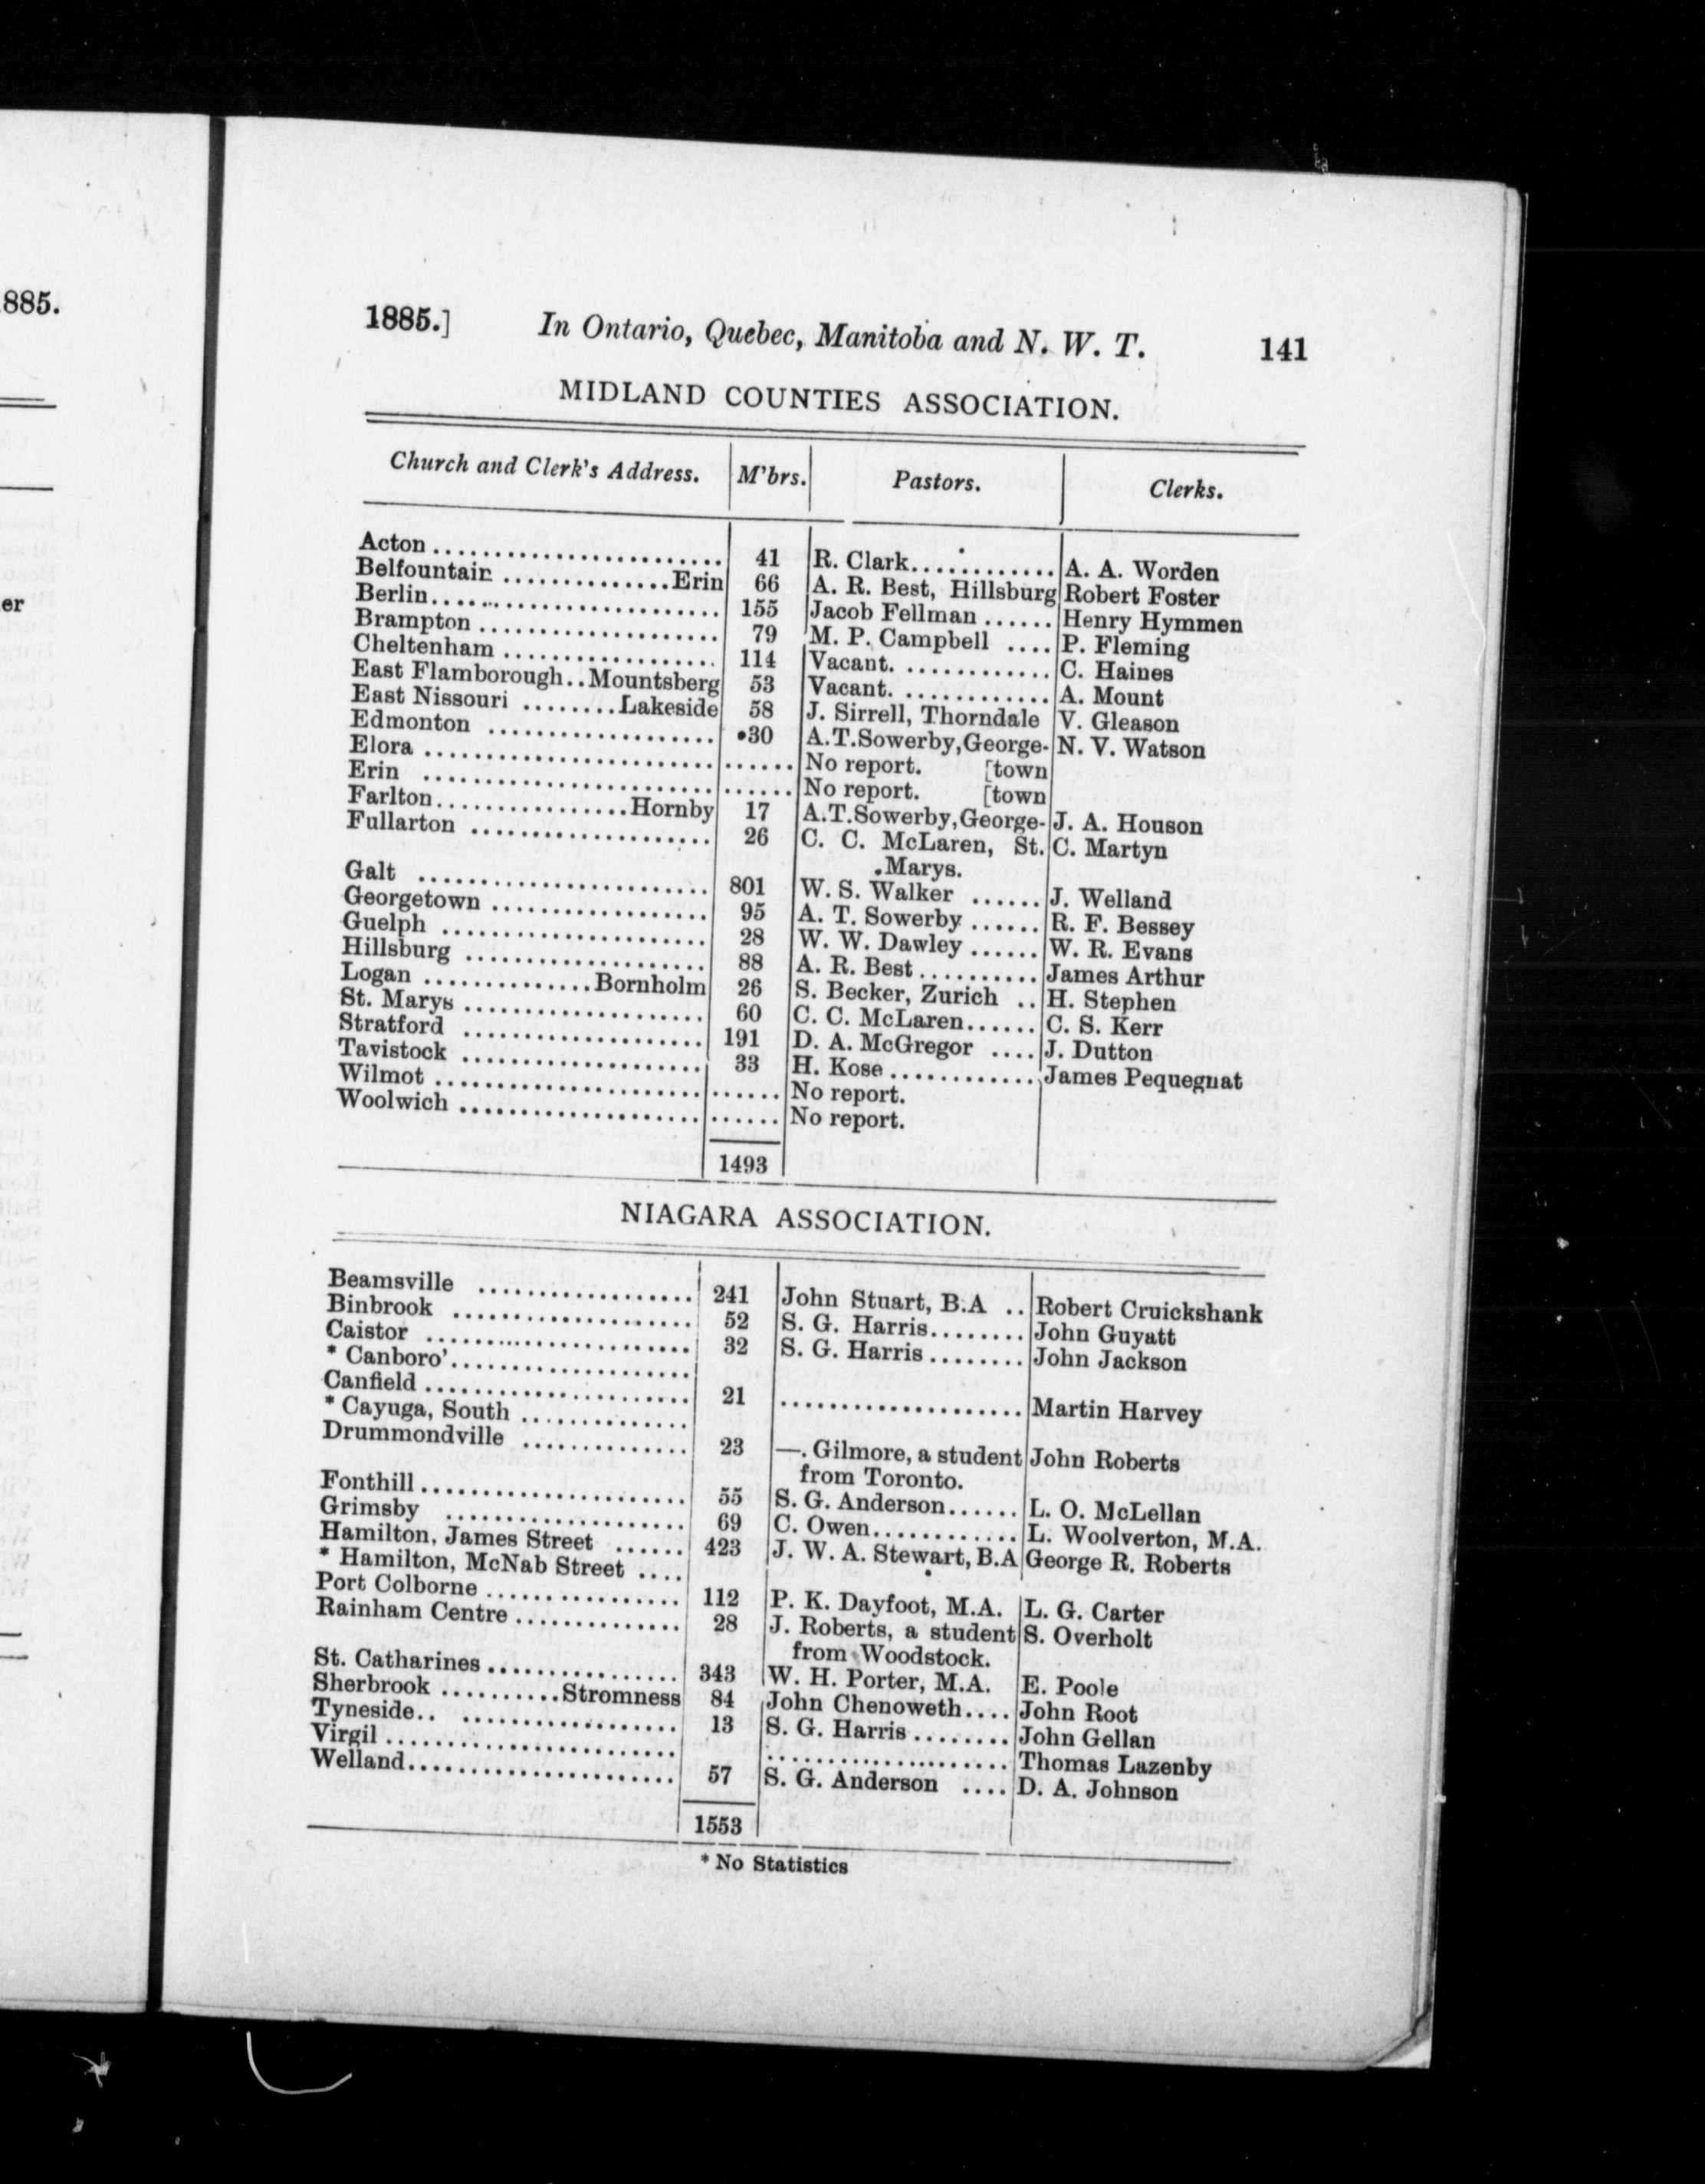 885.
er
1885.] In Ontario, Quebec, Manitoba and N. W. T. 141
MIDLAND COUNTIES ASSOCIATION.
Church and Clerk's Address. M'brs. Pastors. Clerks.
Acton ........................ 41 R. Clark............ A. A. Worden
Belfountain ..............Erin 66 A. R. Best, Hillsburg Robert Foster
Berlin........................ 155 Jacob Fellman ...... Henry Hymmen
Brampton .................... 79 M. P. Campbell .... P. Fleming
Cheltenham .................. 114 Vacant. ............ C. Haines
East Flamborough..Mountsberg 53 Vacant. ............ A. Mount
East Nissouri ........Lakeside 58 J. Sirrell, Thorndale V. Gleason
Edmonton ................... •30 A.T.Sowerby,George- N. V. Watson
Elora ........................ ...... No report. [town
Erin ........................ ...... No report. [town
Farlton................Hornby 17 A.T.Sowerby,George- J. A. Houson
Fullarton .................... 26 C. C. McLaren, St. C. Martyn
Marys.
Galt ........................ 801 W. S. Walker ...... J. Welland
Georgetown .................. 95 A. T. Sowerby ...... R. F. Bessey
Guelph ...................... 28 W. W. Dawley ...... W. R. Evans
Hillsburg .................... 88 A. R. Best .......... James Arthur
Logan ..............Bornholm 26 S. Becker, Zurich .. H. Stephen
St. Marys .................... 60 C. C. McLaren...... C. S. Kerr
Stratford .................... 191 D. A. McGregor .... J. Dutton
Tavistock .................... 33 H. Kose ............ James Pequegnat
Wilmot ...................... ...... No report.
Woolwich .................... ...... No report.
1493
NIAGARA ASSOCIATION.
Beamsville .................. 241 John Stuart, B.A .. Robert Cruickshank
Binbrook .................... 52 S. G. Harris........ John Guyatt
Caistor ...................... 32 S. G. Harris ........ John Jackson
* Canboro'....................
Canfield ...................... 21 .................... Martin Harvey
* Cayuga, South ..............
Drummondville .............. 23 —. Gilmore, a student John Roberts
from Toronto.
Fonthill...................... 55 S. G. Anderson...... L. O. McLellan
Grimsby .................... 69 C. Owen............ L. Woolverton, M.A.
Hamilton, James Street ...... 423 J. W. A. Stewart, B.A George R. Roberts
* Hamilton, McNab Street ....
Port Colborne ................ 112 P. K. Dayfoot, M.A. L. G. Carter
Rainham Centre .............. 28 J. Roberts, a student S. Overholt
from Woodstock.
St. Catharines ................ 343 W. H. Porter, M.A. E. Poole
Sherbrook ..........Stromness 84 John Chenoweth.... John Root
Tyneside.. .................. 13 S. G. Harris ........ John Gellan
Virgil ........................ .................... Thomas Lazenby
Welland...................... 57 S. G. Anderson .... D. A. Johnson
1553
* No Statistics